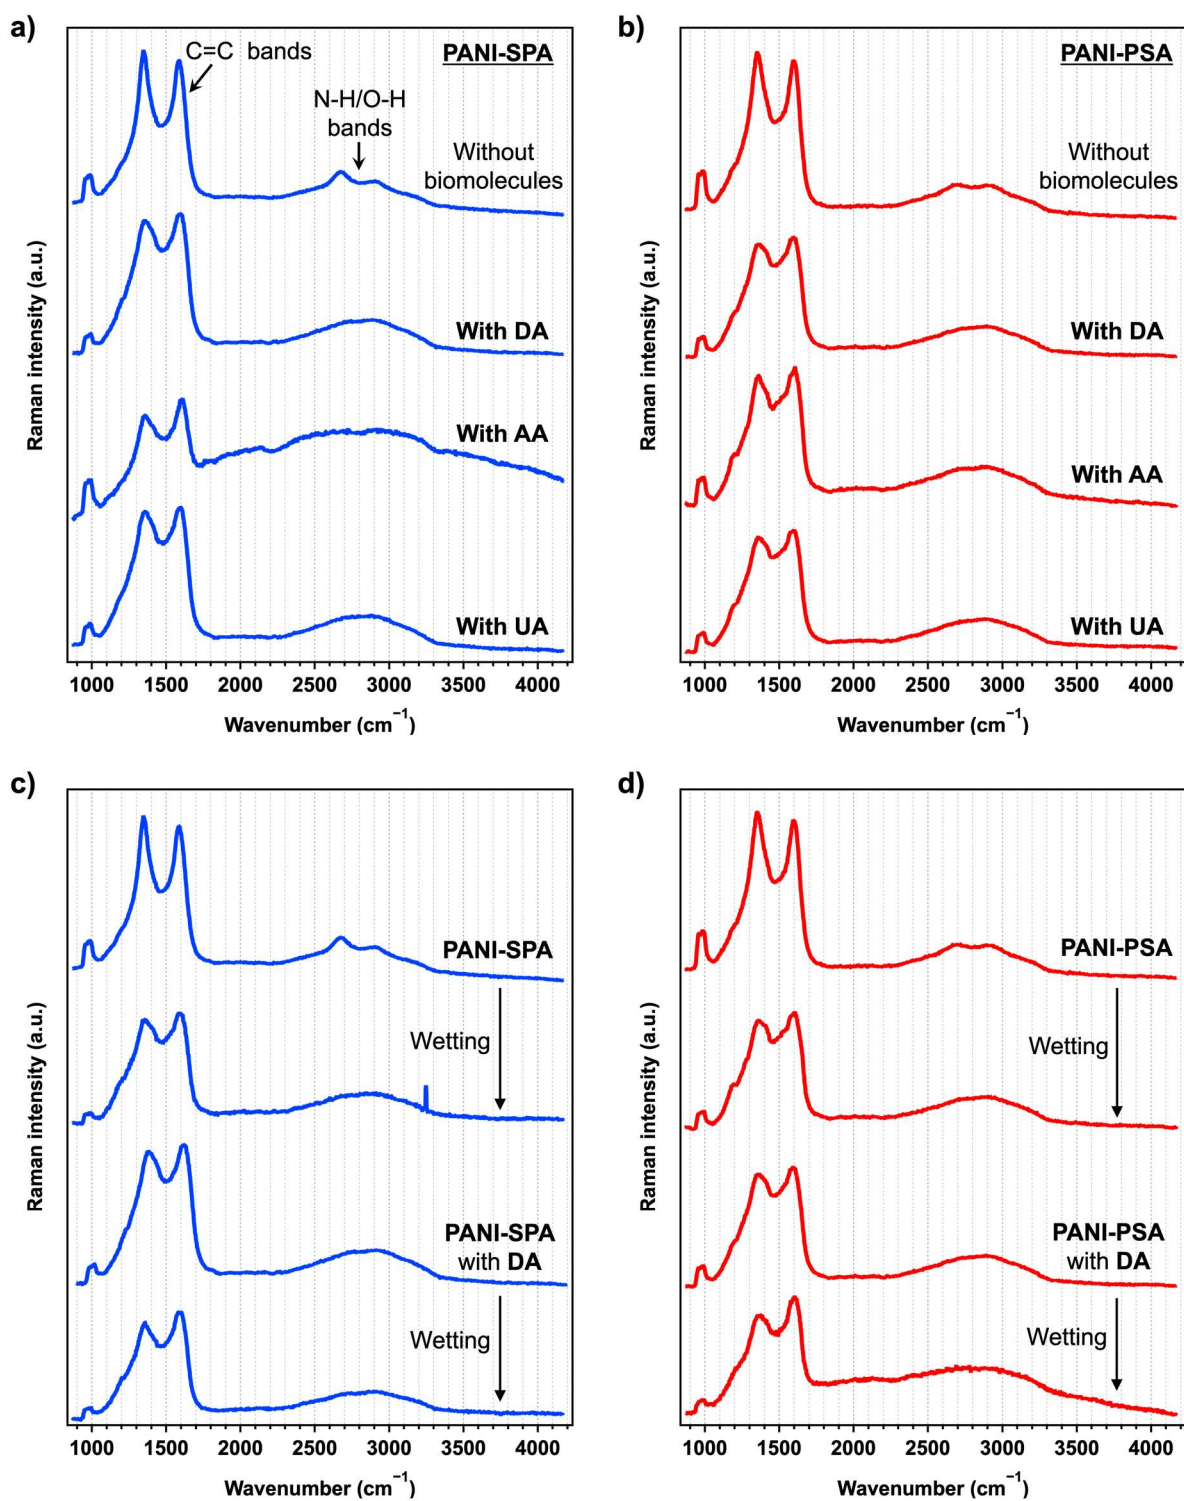 a)
C=C bands
PANI-SPA
N-H/O-H
bands
Without
biomolecules
With DA
With AA
With UA
Raman intensity (a.u.)
1000 1500 2000 2500 3000 3500 4000
Wavenumber (cm⁻¹)
b)
PANI-PSA
Without
biomolecules
With DA
With AA
With UA
Raman intensity (a.u.)
1000 1500 2000 2500 3000 3500 4000
Wavenumber (cm⁻¹)
c)
PANI-SPA
Wetting
PANI-SPA
with DA
Wetting
Raman intensity (a.u.)
1000 1500 2000 2500 3000 3500 4000
Wavenumber (cm⁻¹)
d)
PANI-PSA
Wetting
PANI-PSA
with DA
Wetting
Raman intensity (a.u.)
1000 1500 2000 2500 3000 3500 4000
Wavenumber (cm⁻¹)